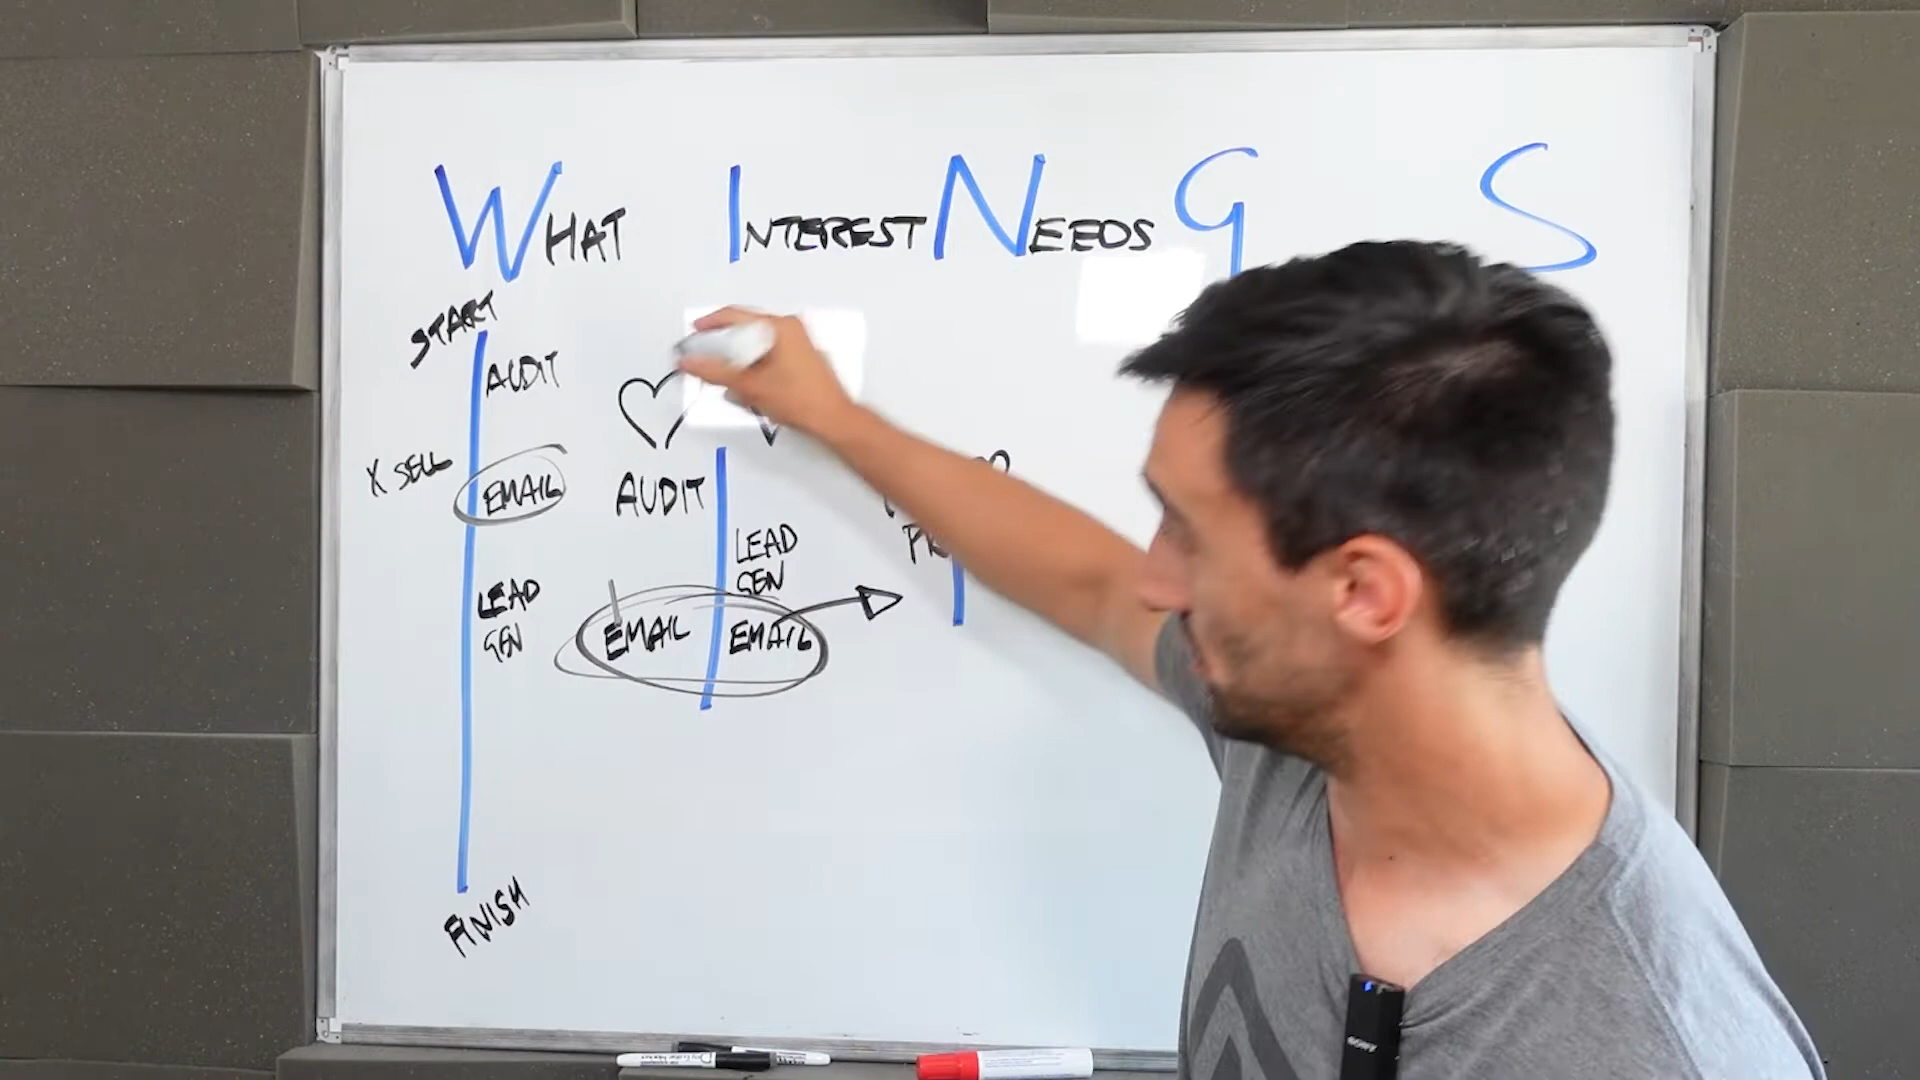 WHAT INTEREST NEEDS G S
START
AUDIT
X SELL
EMAIL
LEAD
GEN
FINISH
AUDIT
LEAD
GEN
EMAIL EMAIL